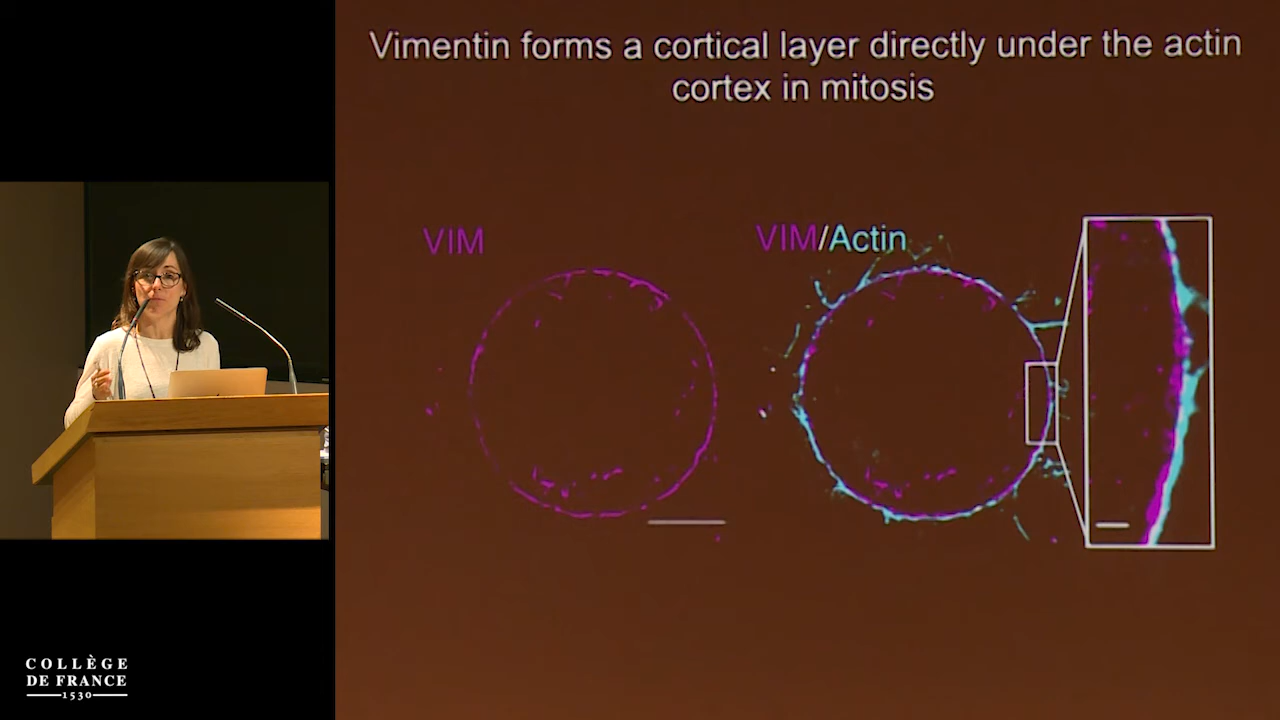 Vimentin forms a cortical layer directly under the actin
cortex in mitosis
VIM
VIM/Actin
COLLÈGE
DE FRANCE
1530